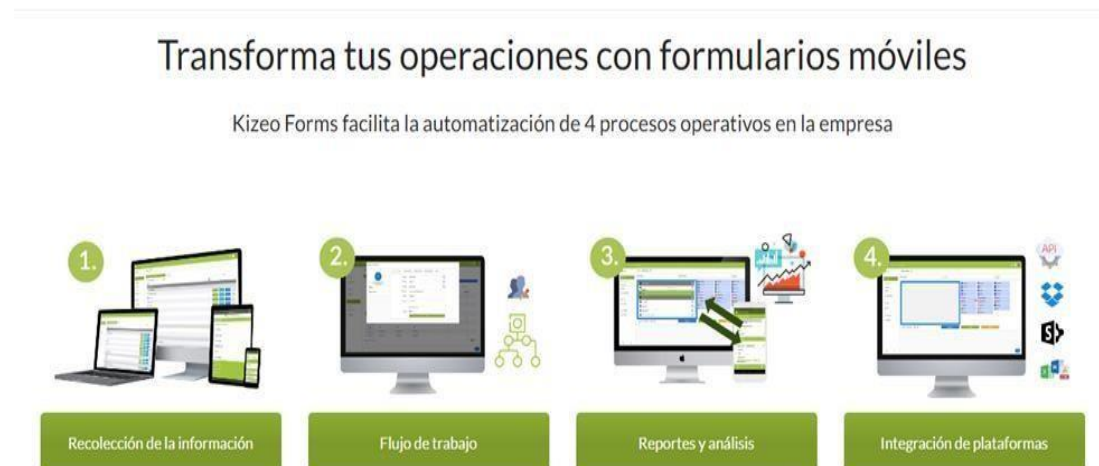 Transforma tus operaciones con formularios móviles
Kizeo Forms facilita la automatización de 4 procesos operativos en la empresa
1.
2.
3.
4.
API
Recolección de la información
Flujo de trabajo
Reportes y análisis
Integración de plataformas